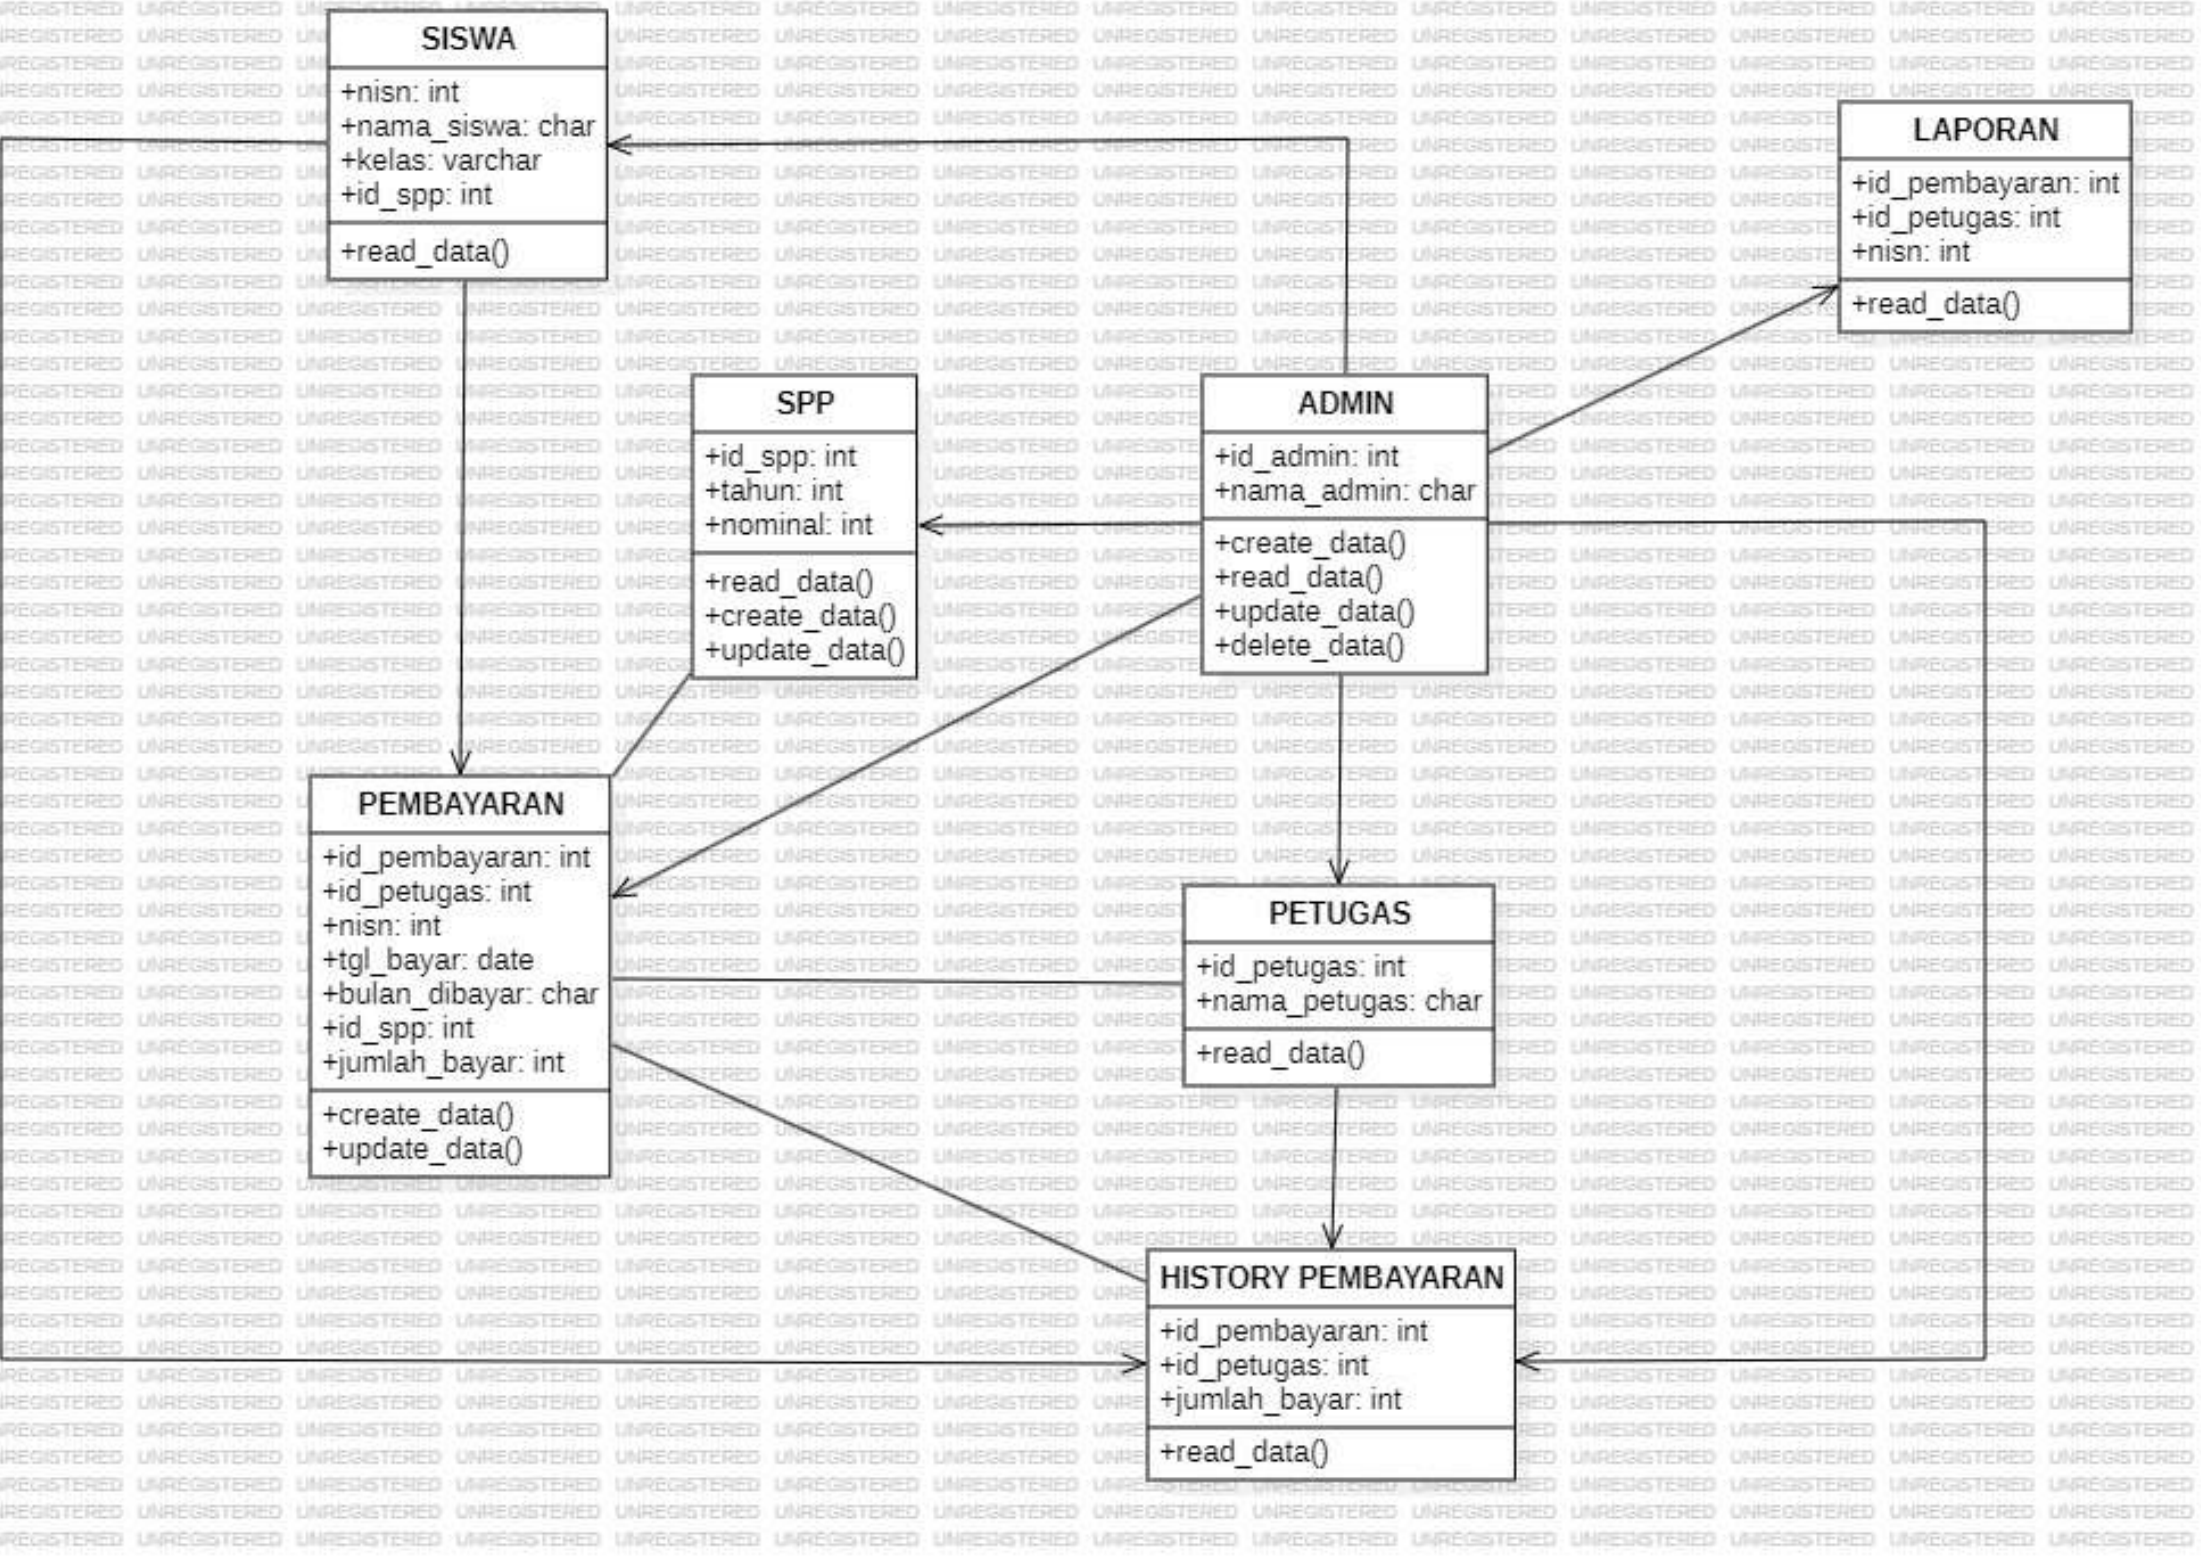 SISWA
+nisn: int
+nama_siswa: char
+kelas: varchar
+id_spp: int
+read_data()
LAPORAN
+id_pembayaran: int
+id_petugas: int
+nisn: int
+read_data()
SPP
+id_spp: int
+tahun: int
+nominal: int
+read_data()
+create_data()
+update_data()
ADMIN
+id_admin: int
+nama_admin: char
+create_data()
+read_data()
+update_data()
+delete_data()
PEMBAYARAN
+id_pembayaran: int
+id_petugas: int
+nisn: int
+tgl_bayar: date
+bulan_dibayar: char
+id_spp: int
+jumlah_bayar: int
+create_data()
+update_data()
PETUGAS
+id_petugas: int
+nama_petugas: char
+read_data()
HISTORY PEMBAYARAN
+id_pembayaran: int
+id_petugas: int
+jumlah_bayar: int
+read_data()
UNREGISTERED